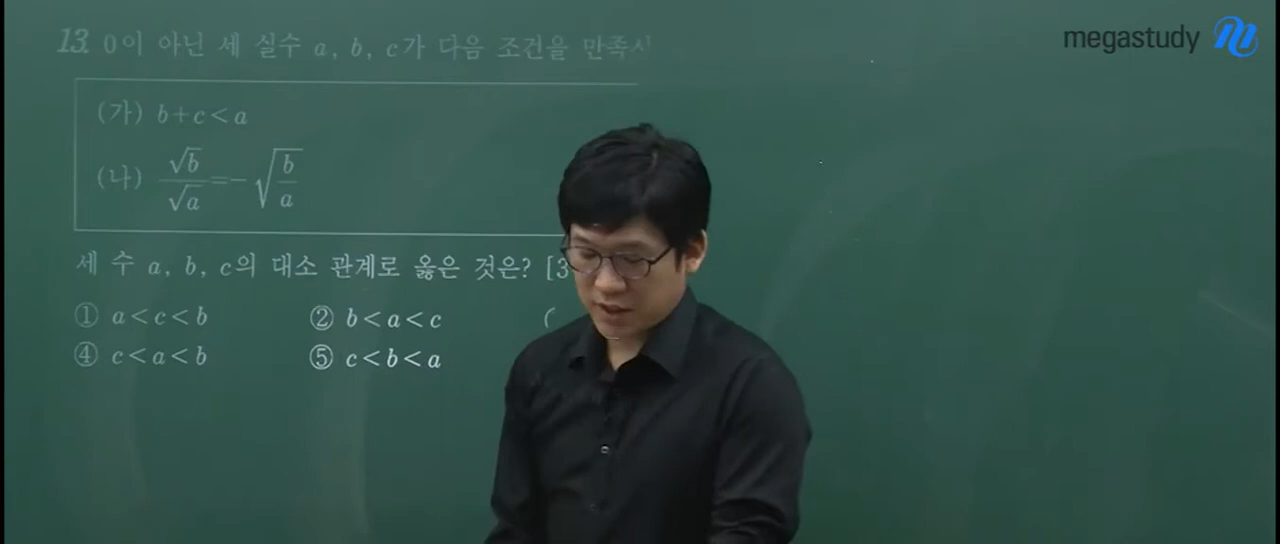 megastudy
13. 0이 아닌 세 실수 a, b, c가 다음 조건을 만족시
(가) b+c<a
(나) √b/√a=-√(b/a)
세 수 a, b, c의 대소 관계로 옳은 것은? [3
① a<c<b ② b<a<c (
④ c<a<b ⑤ c<b<a